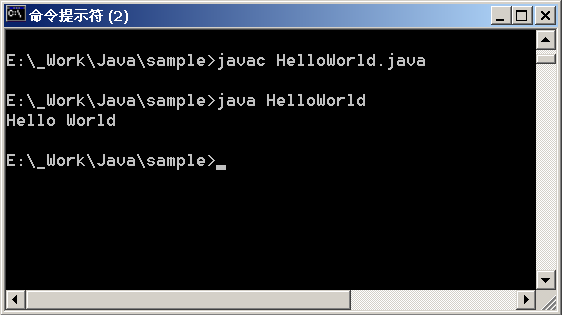 命令提示符 (2)
E:\_Work\Java\sample>javac HelloWorld.java
E:\_Work\Java\sample>java HelloWorld
Hello World
E:\_Work\Java\sample>_